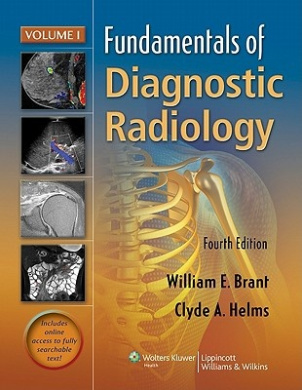 VOLUME I
Fundamentals of
Diagnostic
Radiology
Fourth Edition
William E. Brant
Clyde A. Helms
Includes
online
access to fully
searchable
text!
Wolters Kluwer
Health
Lippincott
Williams & Wilkins